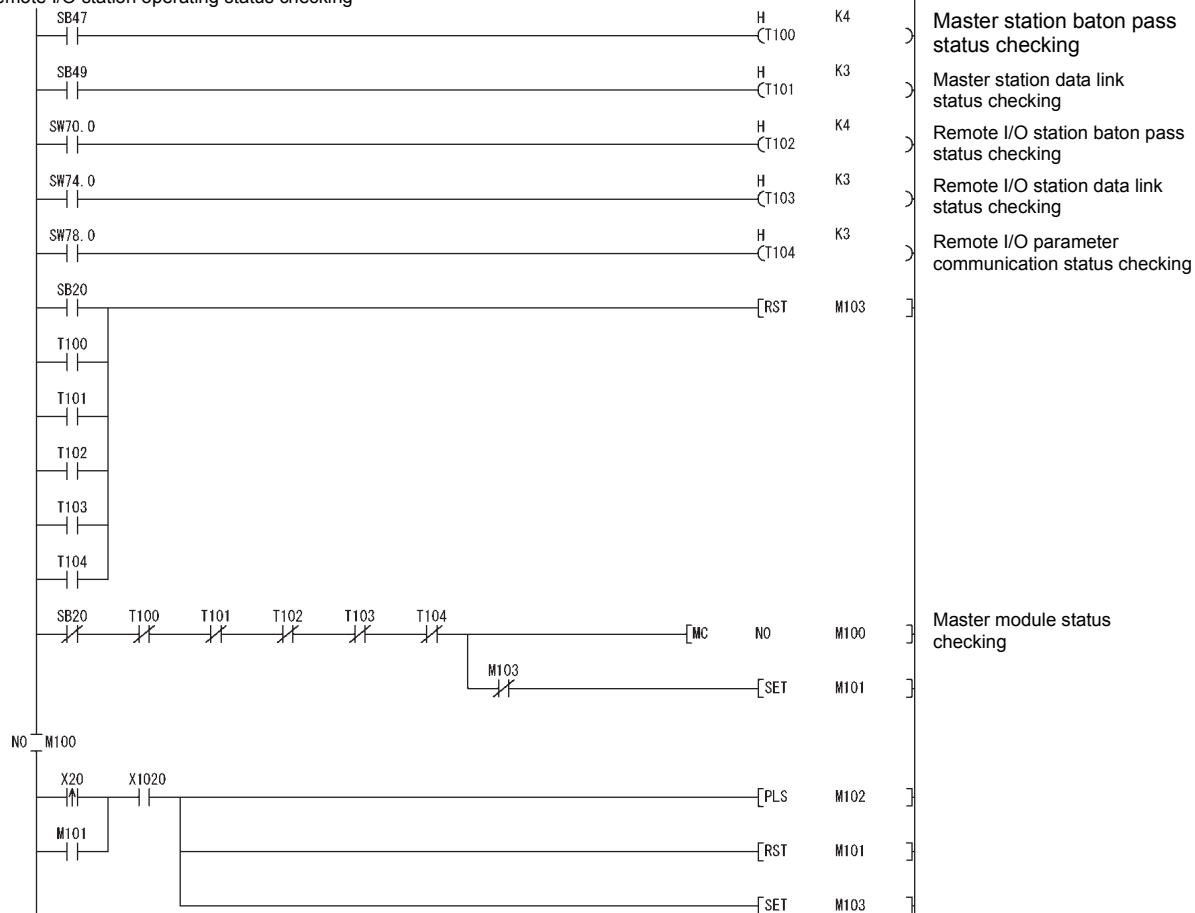 emote I/O station operating status checking
SB47 H K4
T100
Master station baton pass
status checking
SB49 H K3
T101
Master station data link
status checking
SW70.0 H K4
T102
Remote I/O station baton pass
status checking
SW74.0 H K3
T103
Remote I/O station data link
status checking
SW78.0 H K3
T104
Remote I/O parameter
communication status checking
SB20
RST M103
T100
T101
T102
T103
T104
SB20 T100 T101 T102 T103 T104
MC N0 M100
Master module status
checking
M103
SET M101
N0 M100
X20 X1020
PLS M102
M101
RST M101
SET M103